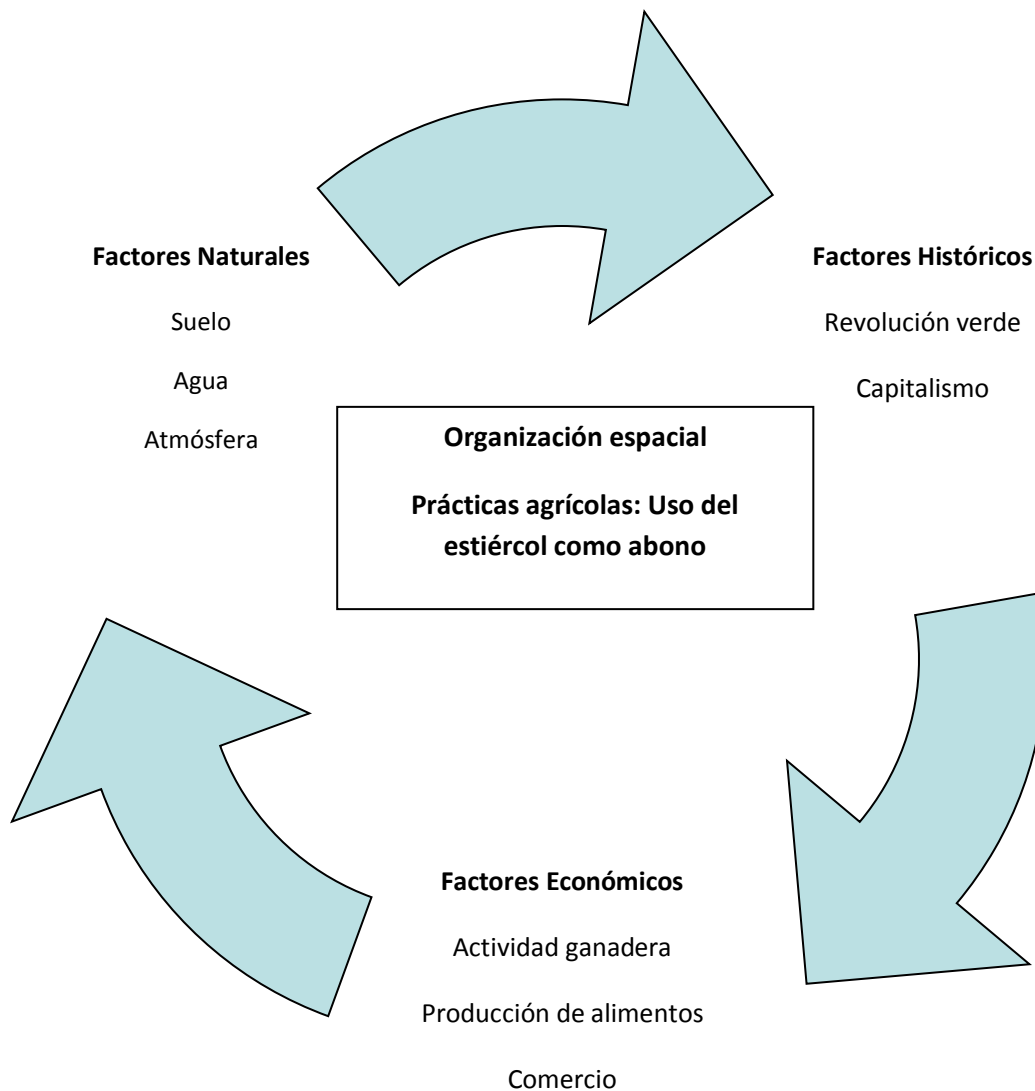 Factores Naturales
Suelo
Agua
Atmósfera
Factores Históricos
Revolución verde
Capitalismo
Organización espacial
Prácticas agrícolas: Uso del
estiércol como abono
Factores Económicos
Actividad ganadera
Producción de alimentos
Comercio